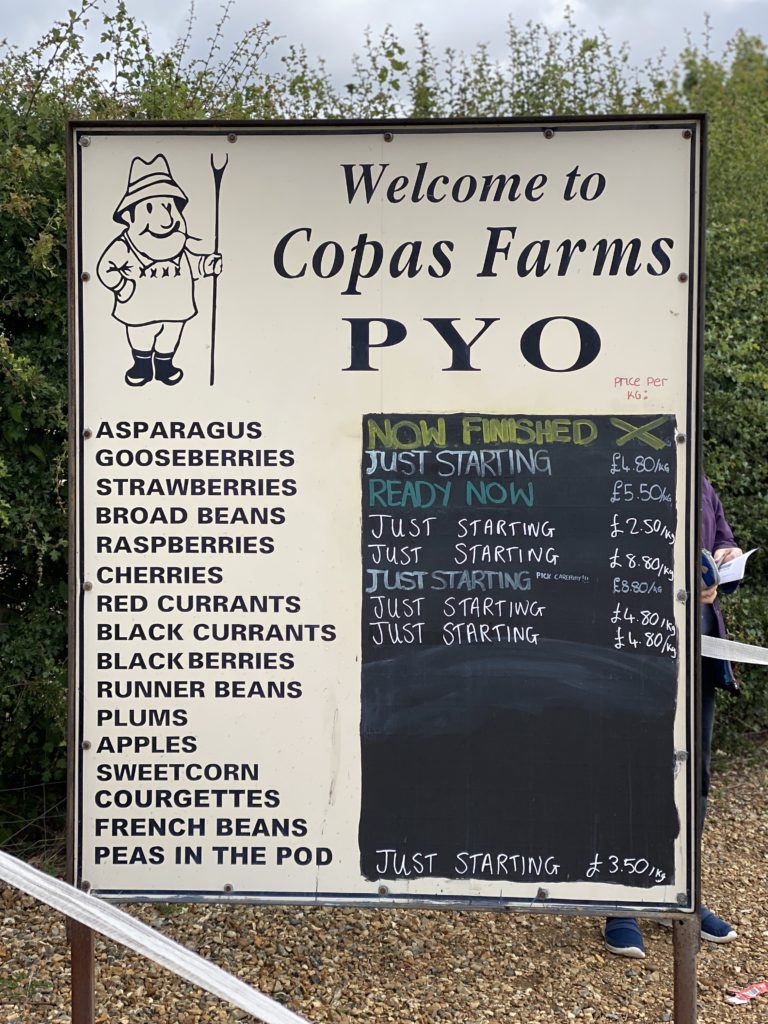 Welcome to
Copas Farms
PYO
Price Per
KG:
ASPARAGUS NOW FINISHED X
GOOSEBERRIES JUST STARTING £4.80/KG
STRAWBERRIES READY NOW £5.50/KG
BROAD BEANS JUST STARTING £2.50/KG
RASPBERRIES JUST STARTING £8.80/KG
CHERRIES JUST STARTING PICK CAREFULLY!!! £8.80/KG
RED CURRANTS JUST STARTING £4.80/KG
BLACK CURRANTS JUST STARTING £4.80/KG
BLACKBERRIES
RUNNER BEANS
PLUMS
APPLES
SWEETCORN
COURGETTES
FRENCH BEANS
PEAS IN THE POD JUST STARTING £3.50/KG